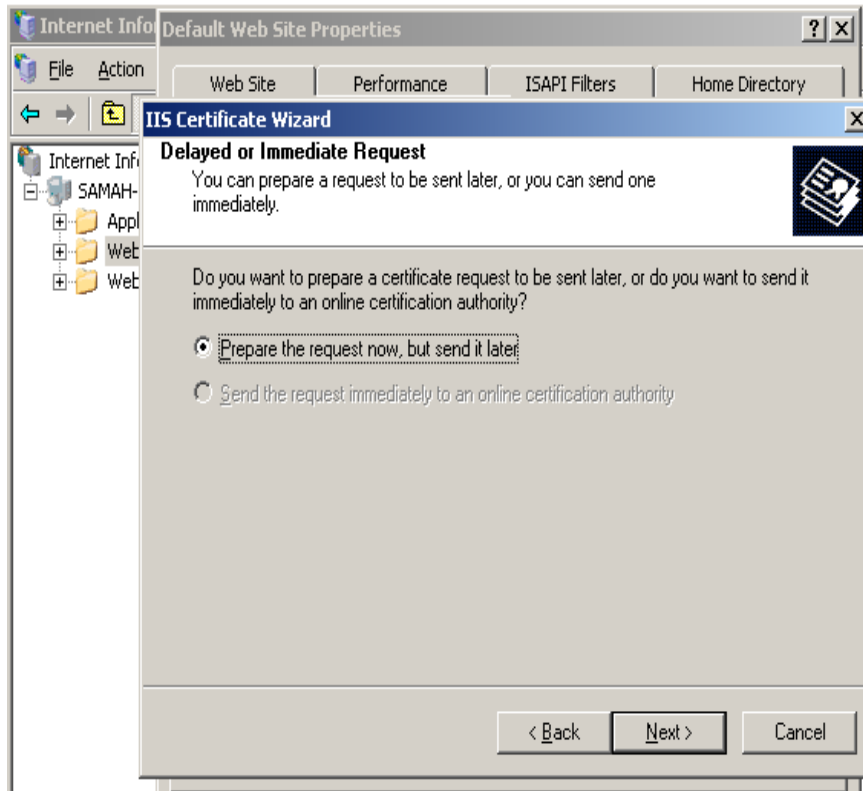 Internet Info
Default Web Site Properties
File Action
Web Site Performance ISAPI Filters Home Directory
IIS Certificate Wizard
Internet Info
SAMAH-
Appl
Web
Web
Delayed or Immediate Request
You can prepare a request to be sent later, or you can send one
immediately.
Do you want to prepare a certificate request to be sent later, or do you want to send it
immediately to an online certification authority?
Prepare the request now, but send it later
Send the request immediately to an online certification authority
< Back Next > Cancel